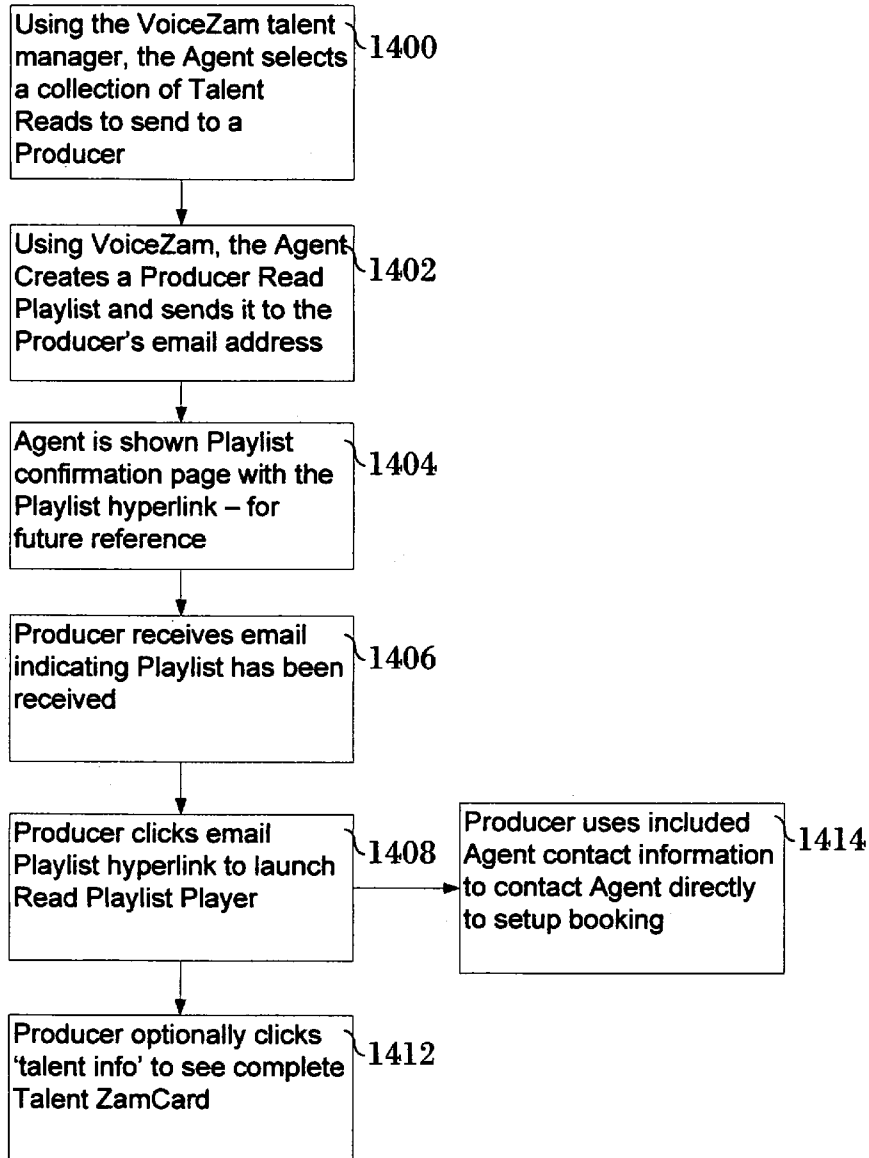 Using the VoiceZam talent
manager, the Agent selects
a collection of Talent
Reads to send to a
Producer
1400
Using VoiceZam, the Agent
Creates a Producer Read
Playlist and sends it to the
Producer's email address
1402
Agent is shown Playlist
confirmation page with the
Playlist hyperlink – for
future reference
1404
Producer receives email
indicating Playlist has been
received
1406
Producer clicks email
Playlist hyperlink to launch
Read Playlist Player
1408
Producer uses included
Agent contact information
to contact Agent directly
to setup booking
1414
Producer optionally clicks
‘talent info’ to see complete
Talent ZamCard
1412